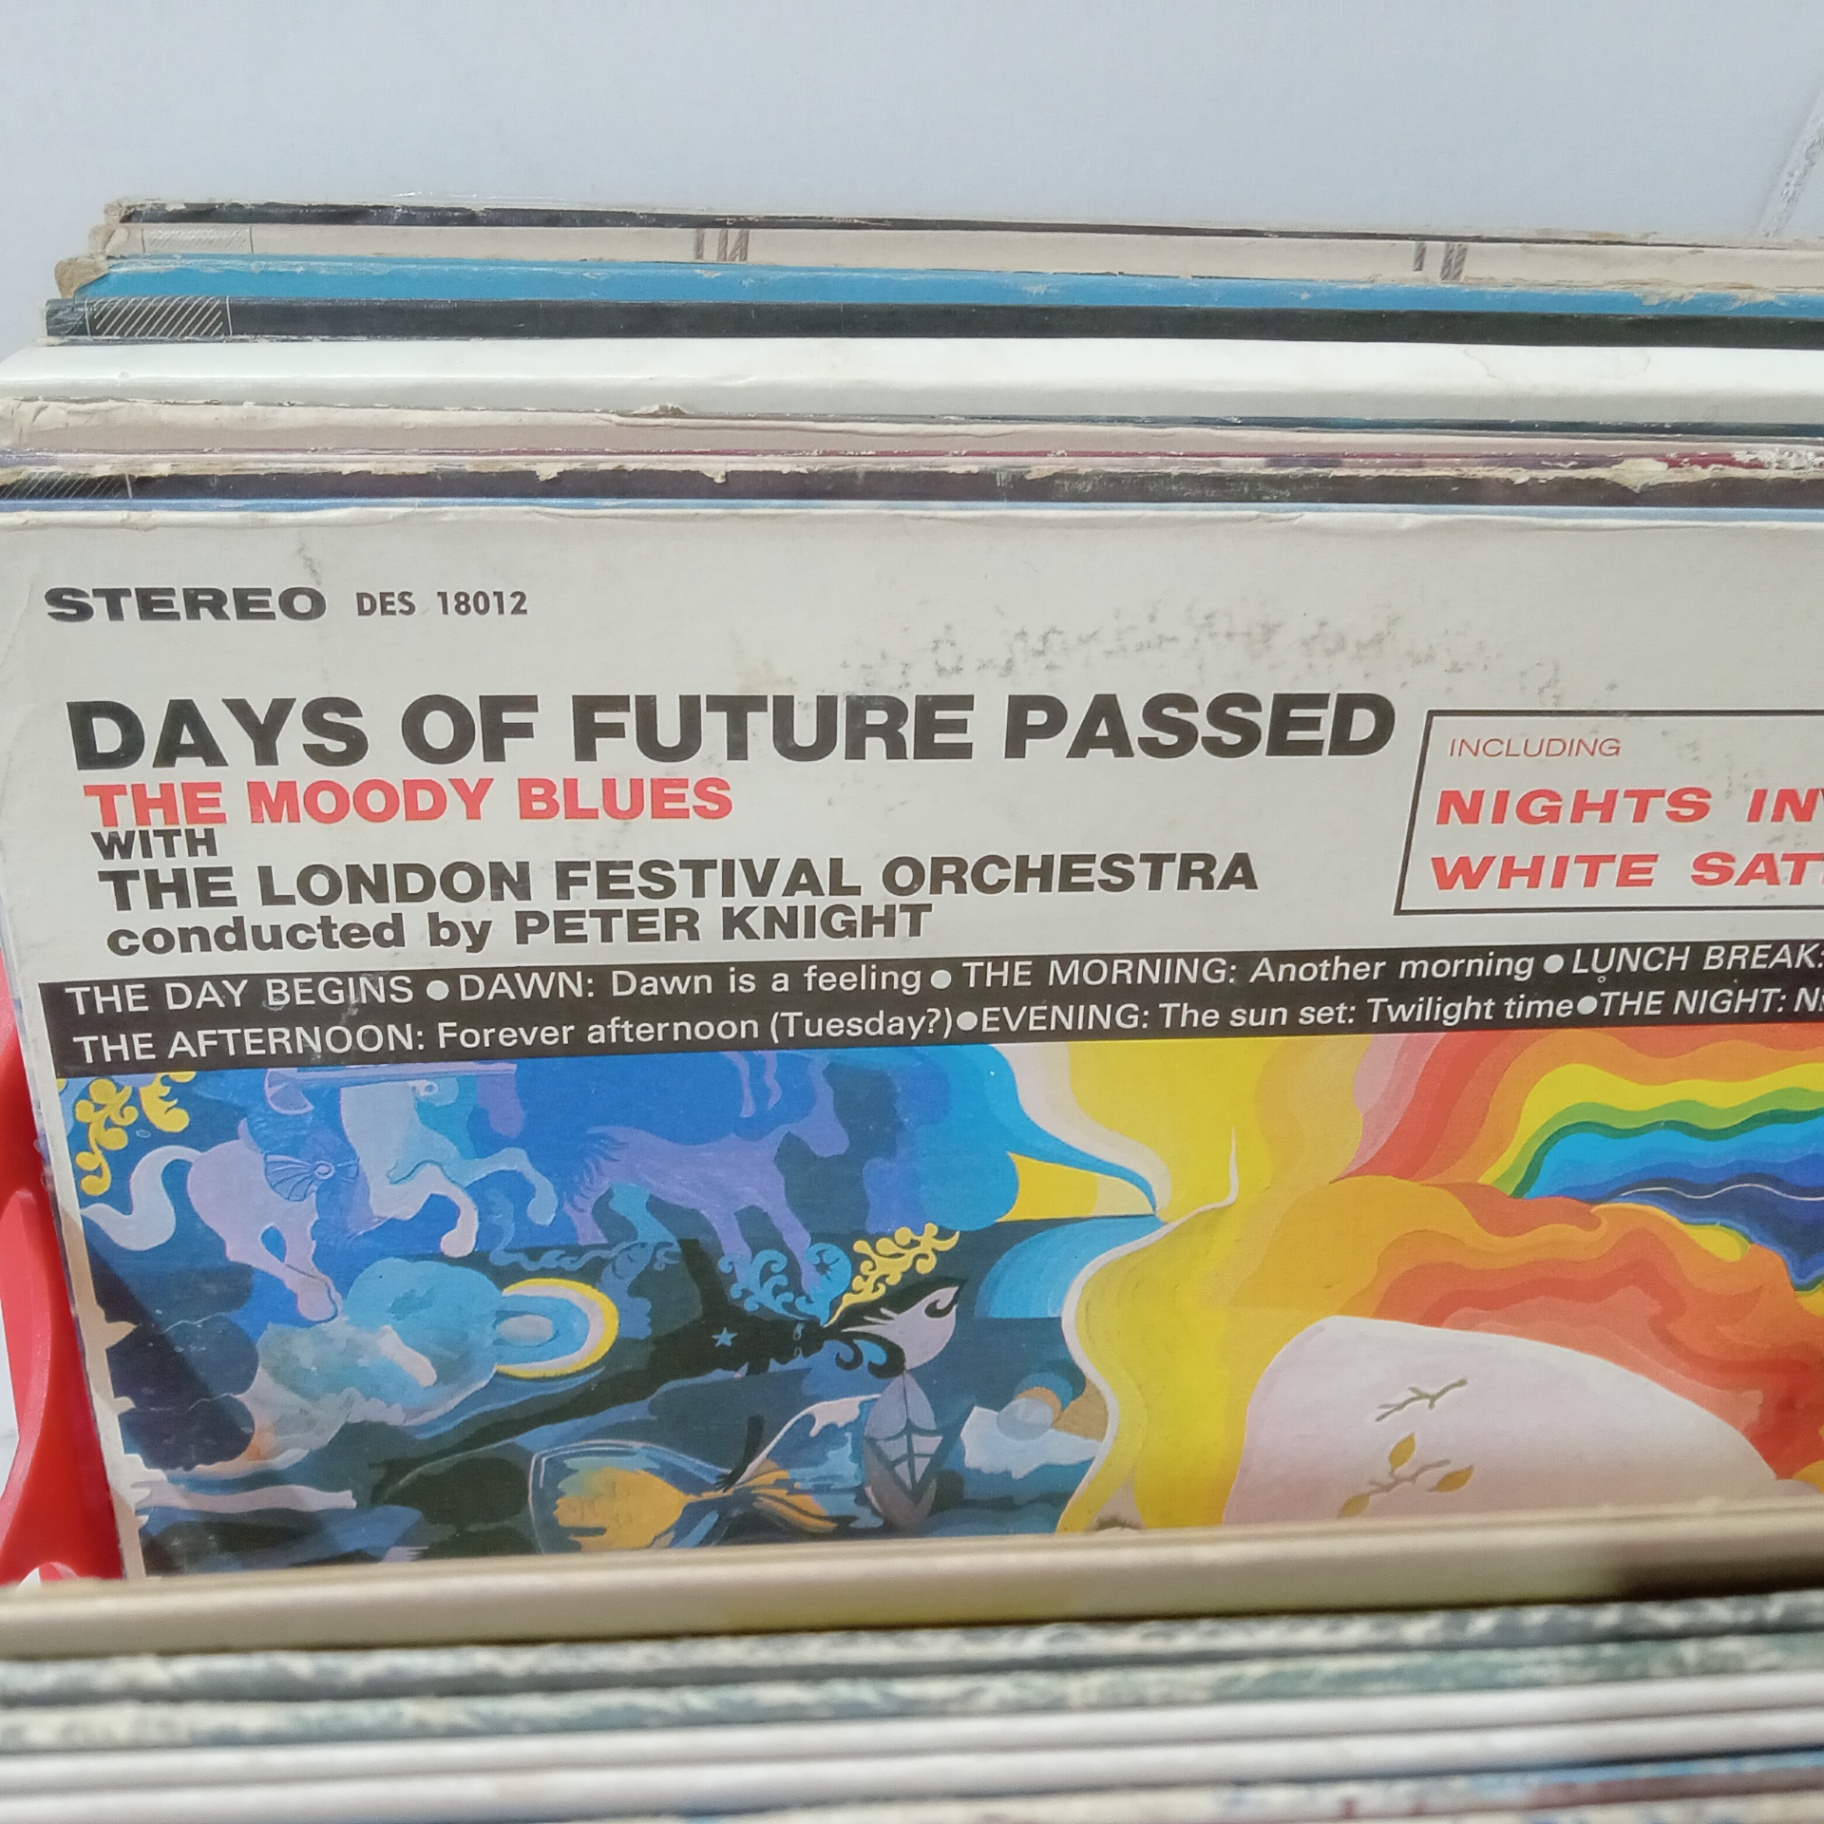 STEREO DES 18012
DAYS OF FUTURE PASSED
THE MOODY BLUES
WITH
THE LONDON FESTIVAL ORCHESTRA
conducted by PETER KNIGHT
INCLUDING
NIGHTS IN
WHITE
THE DAY BEGINS ● DAWN: Dawn is a feeling ● THE MORNING: Another morning ● LUNCH BREAK:
THE AFTERNOON: Forever afternoon (Tuesday?) ● EVENING: The sun set: Twilight time ● THE NIGHT: